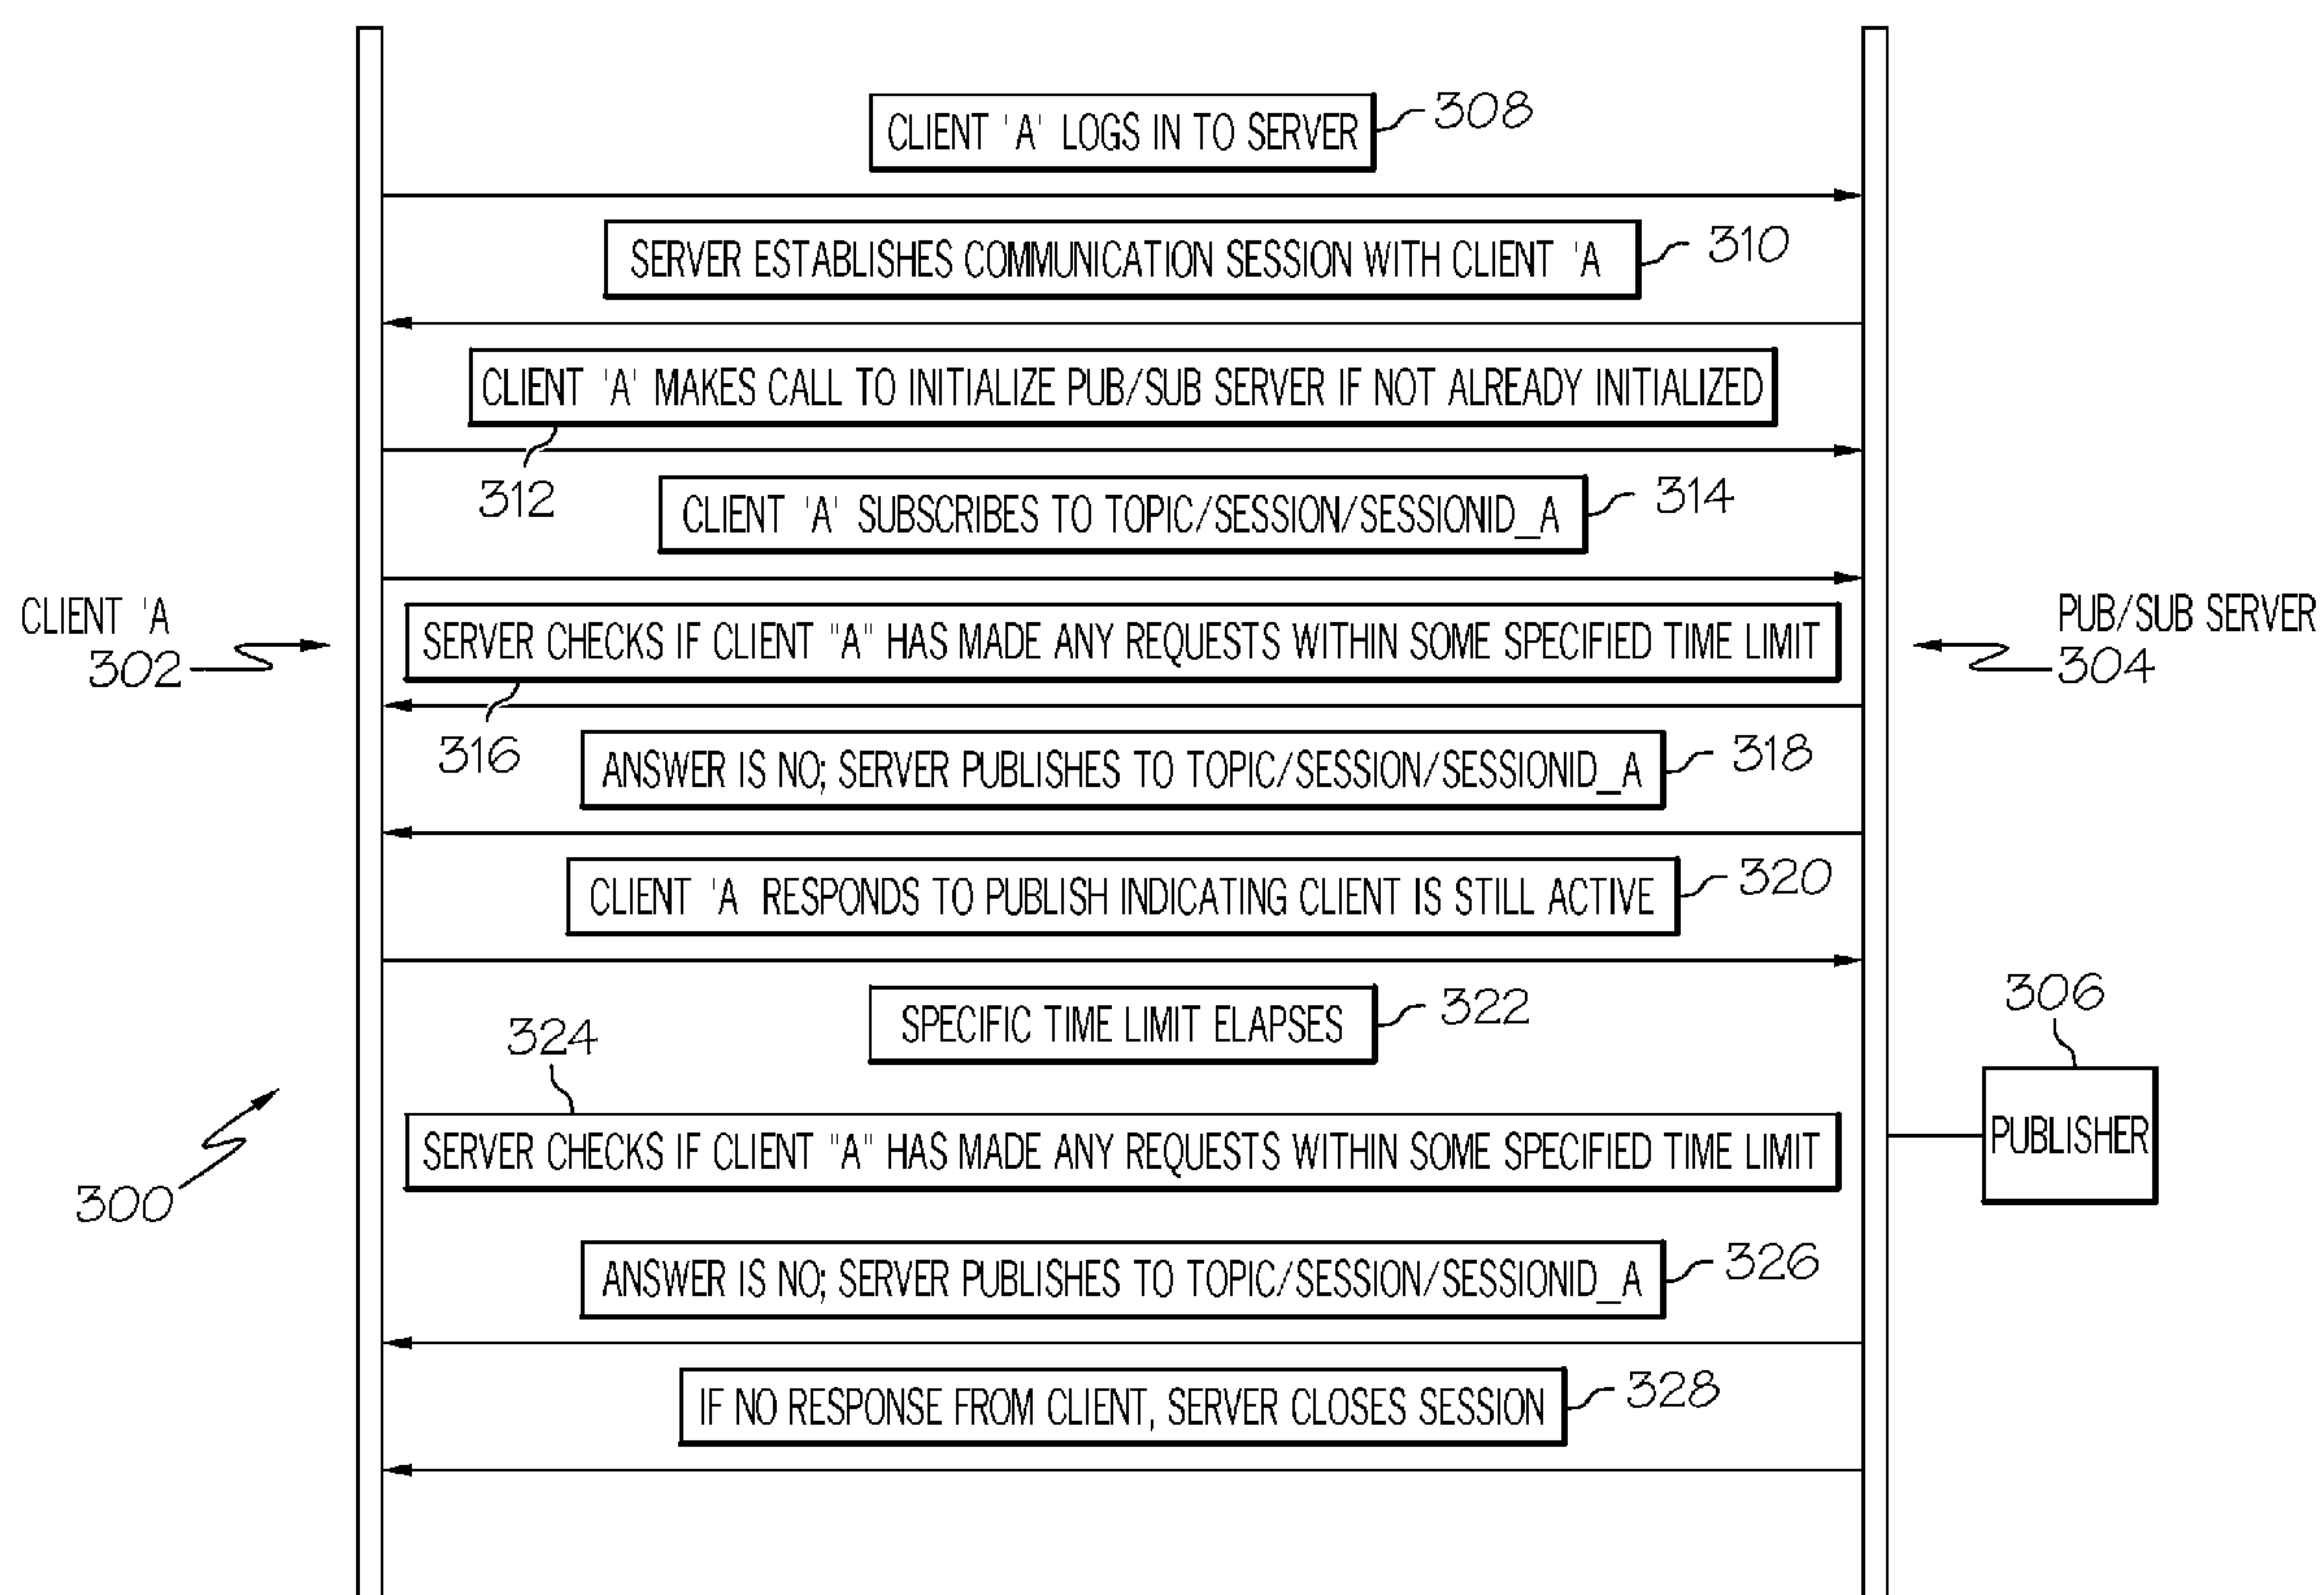 CLIENT 'A' LOGS IN TO SERVER
308
SERVER ESTABLISHES COMMUNICATION SESSION WITH CLIENT 'A
310
CLIENT 'A' MAKES CALL TO INITIALIZE PUB/SUB SERVER IF NOT ALREADY INITIALIZED
312
CLIENT 'A' SUBSCRIBES TO TOPIC/SESSION/SESSIONID_A
314
CLIENT 'A
302
SERVER CHECKS IF CLIENT "A" HAS MADE ANY REQUESTS WITHIN SOME SPECIFIED TIME LIMIT
316
PUB/SUB SERVER
304
ANSWER IS NO; SERVER PUBLISHES TO TOPIC/SESSION/SESSIONID_A
318
CLIENT 'A RESPONDS TO PUBLISH INDICATING CLIENT IS STILL ACTIVE
320
SPECIFIC TIME LIMIT ELAPSES
322
324
SERVER CHECKS IF CLIENT "A" HAS MADE ANY REQUESTS WITHIN SOME SPECIFIED TIME LIMIT
306
PUBLISHER
300
ANSWER IS NO; SERVER PUBLISHES TO TOPIC/SESSION/SESSIONID_A
326
IF NO RESPONSE FROM CLIENT, SERVER CLOSES SESSION
328